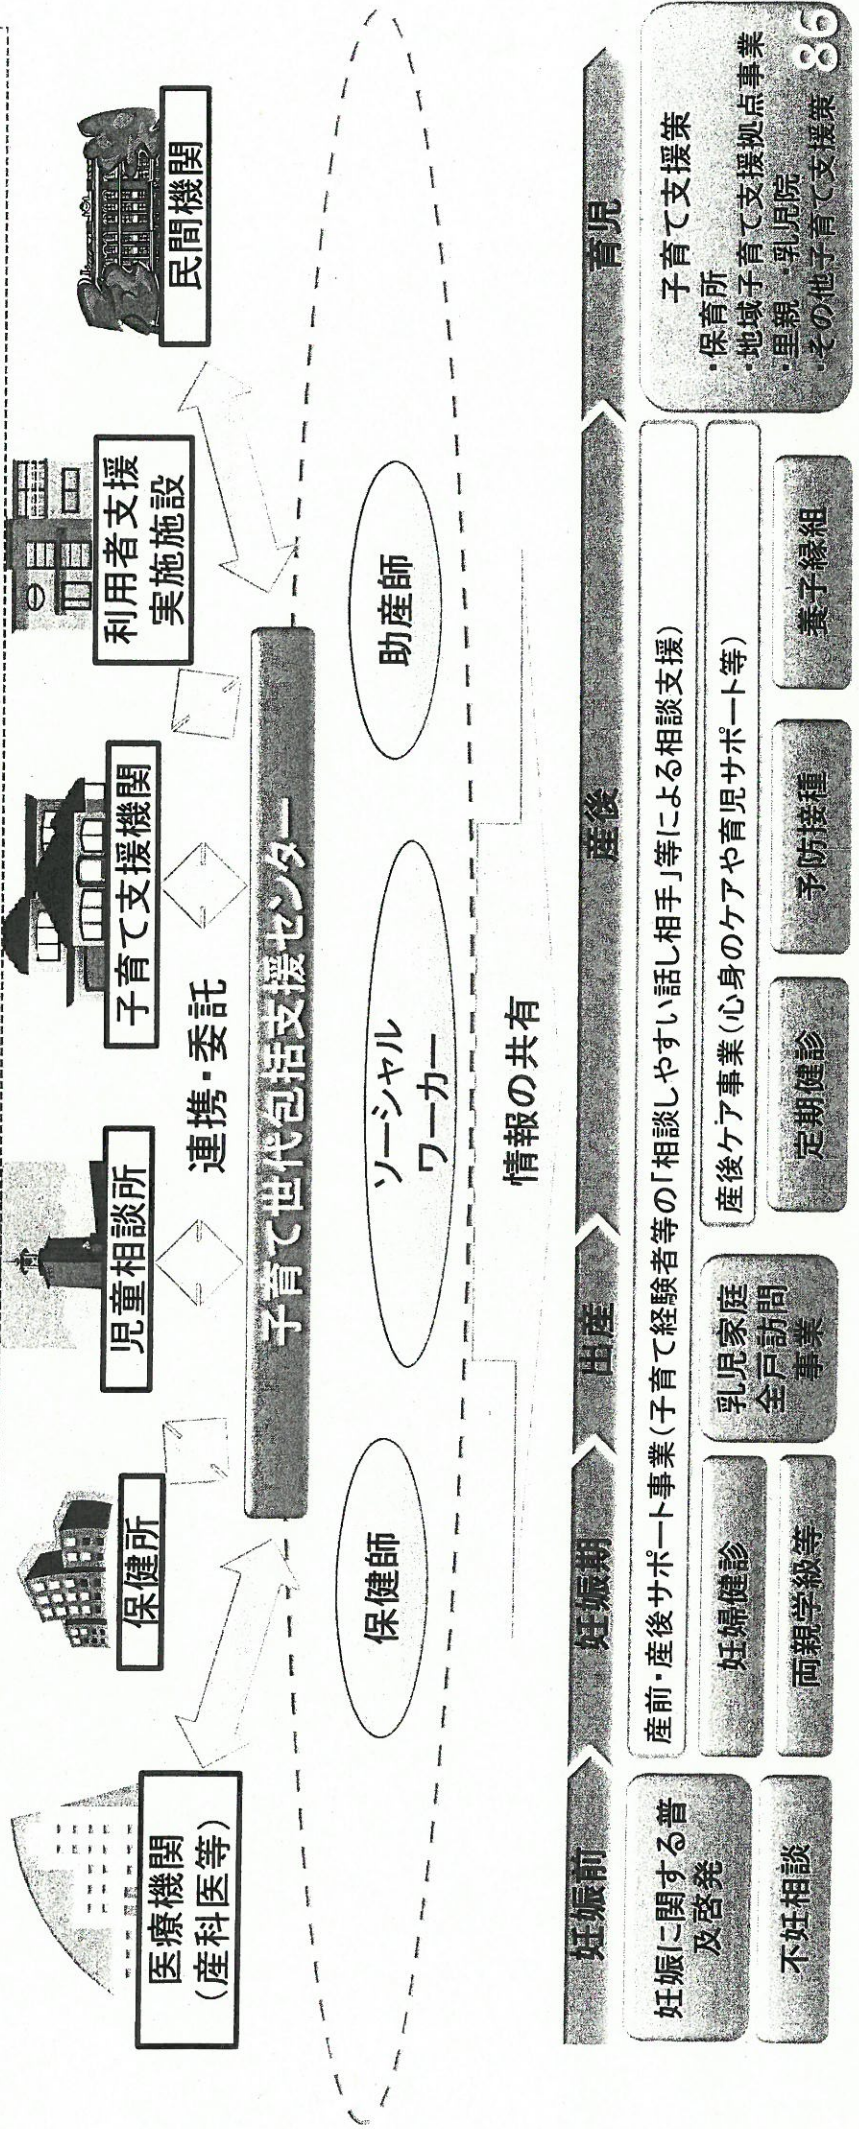 医療機関
(産科医等)
保健所
児童相談所
子育て支援機関
利用者支援
実施施設
民間機関
連携・委託
子育て世代包括支援センター
保健師
ソーシャル
ワーカー
助産師
情報の共有
妊娠前
妊娠期
出産
産後
育児
妊娠に関する普
及啓発
不妊相談
産前・産後サポート事業(子育て経験者等の「相談しやすい話し相手」等による相談支援)
妊婦健診
両親学級等
乳児家庭
全戸訪問
事業
産後ケア事業(心身のケアや育児サポート等)
定期健診
予防接種
養子縁組
子育て支援策
・保育所
・地域子育て支援拠点事業
・里親 ・乳児院
・その他子育て支援策
86